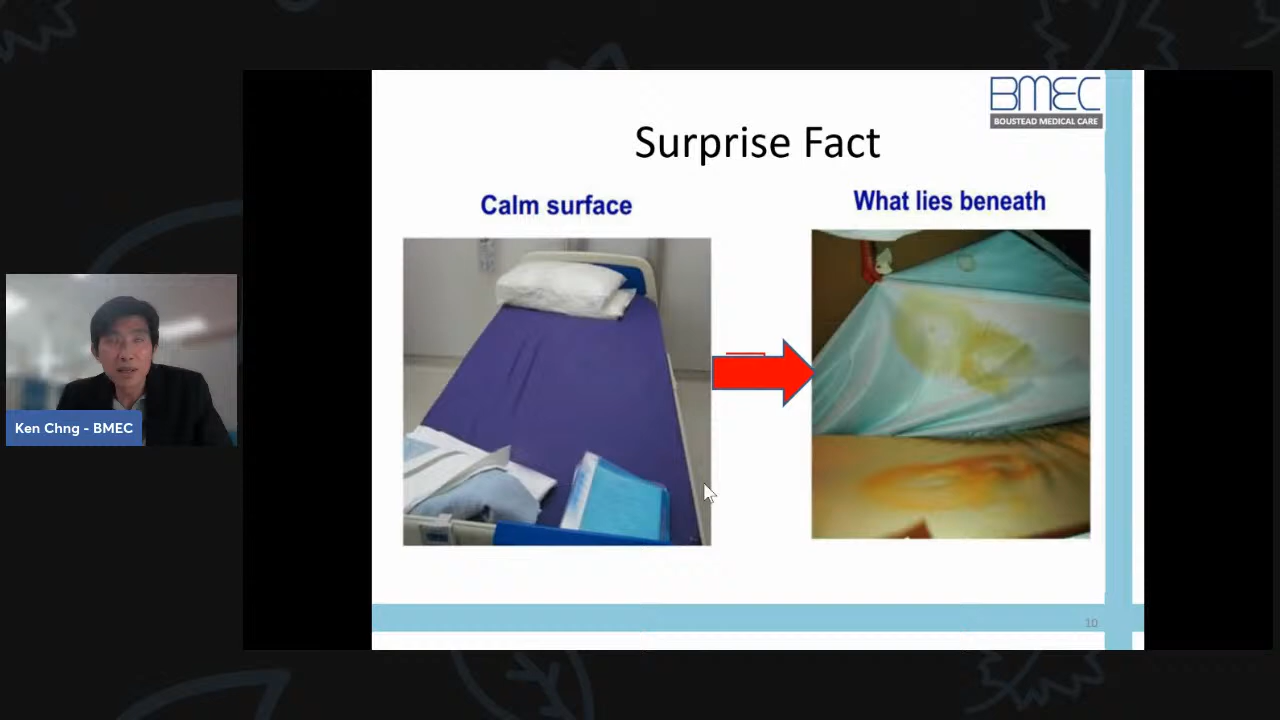 BMEC
BOUSTEAD MEDICAL CARE
Surprise Fact
Calm surface
What lies beneath
Ken Chng - BMEC
10